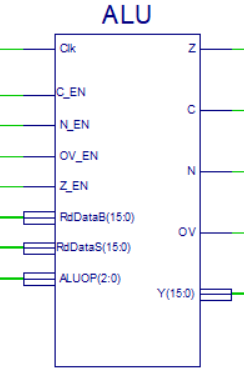 ALU
Clk
Z
C_EN
C
N_EN
OV_EN
N
Z_EN
RdDataB(15:0)
OV
RdDataS(15:0)
ALUOP(2:0)
Y(15:0)